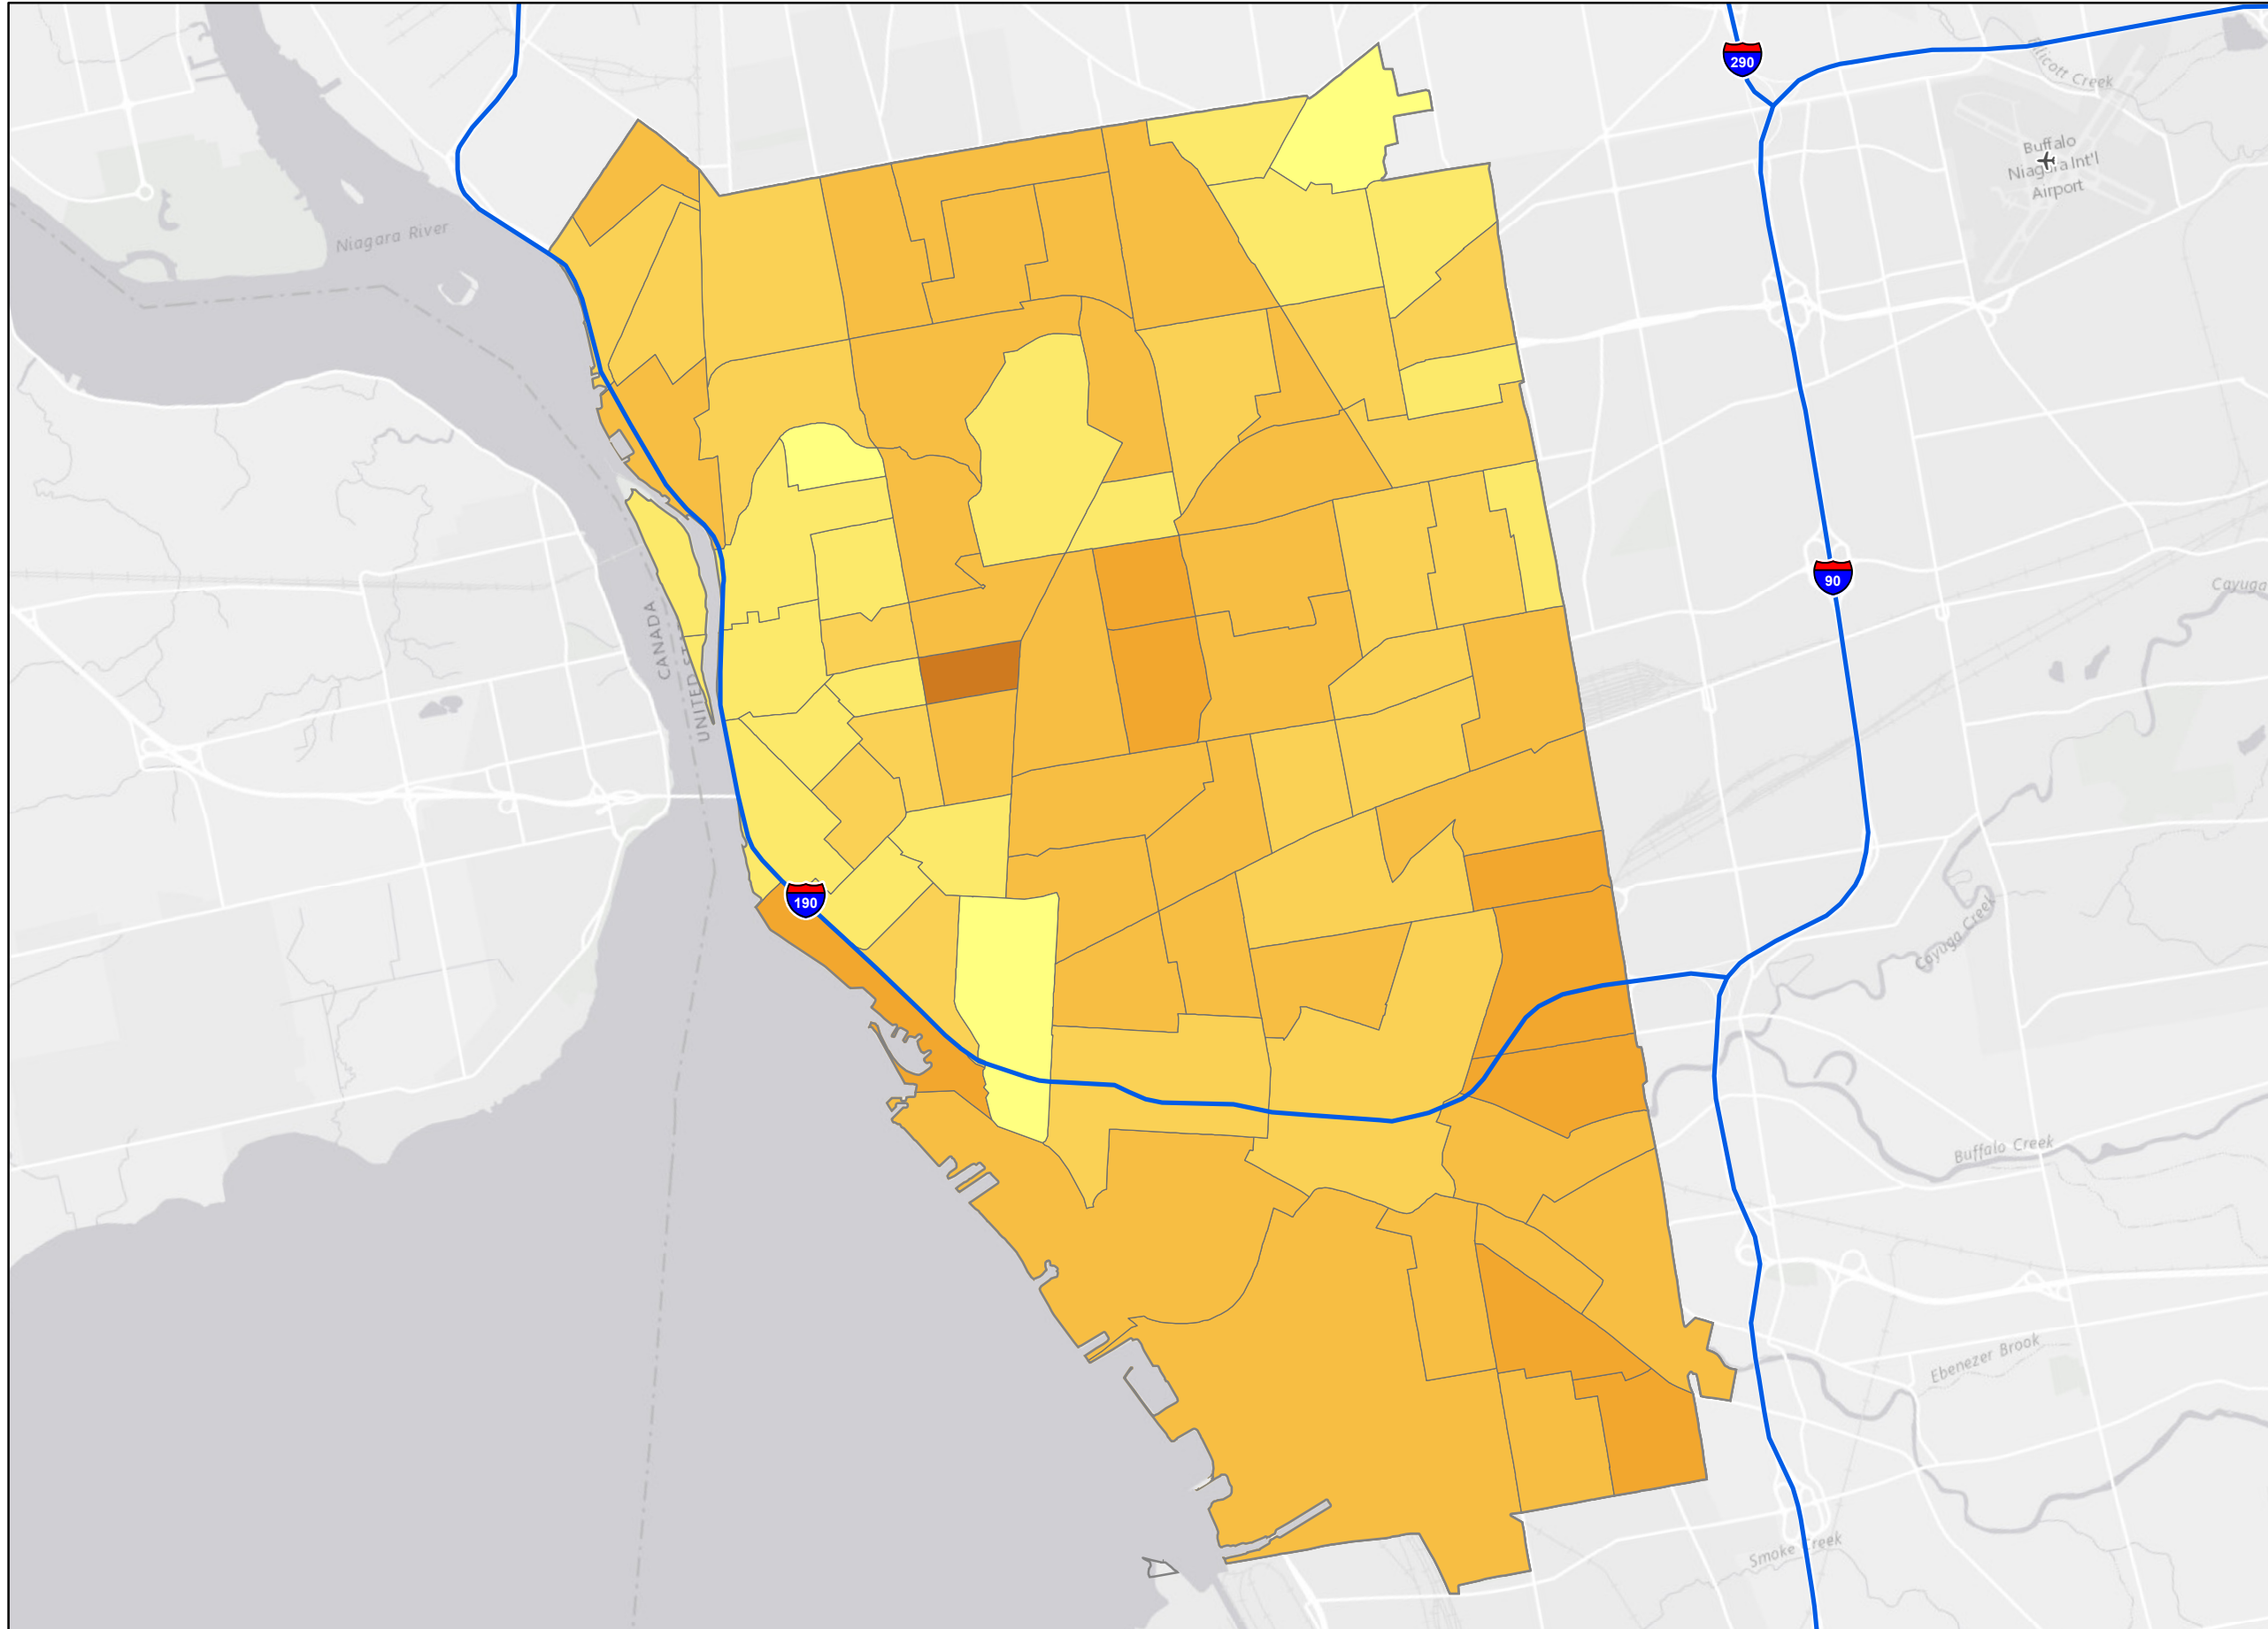 290
Ellicott Creek
Buffalo
Niagara Int'l
Airport
Niagara River
90
Cayuga
CANADA
UNITED STA
190
Cayuga Creek
Buffalo Creek
Ebenezer Brook
Smoke Creek